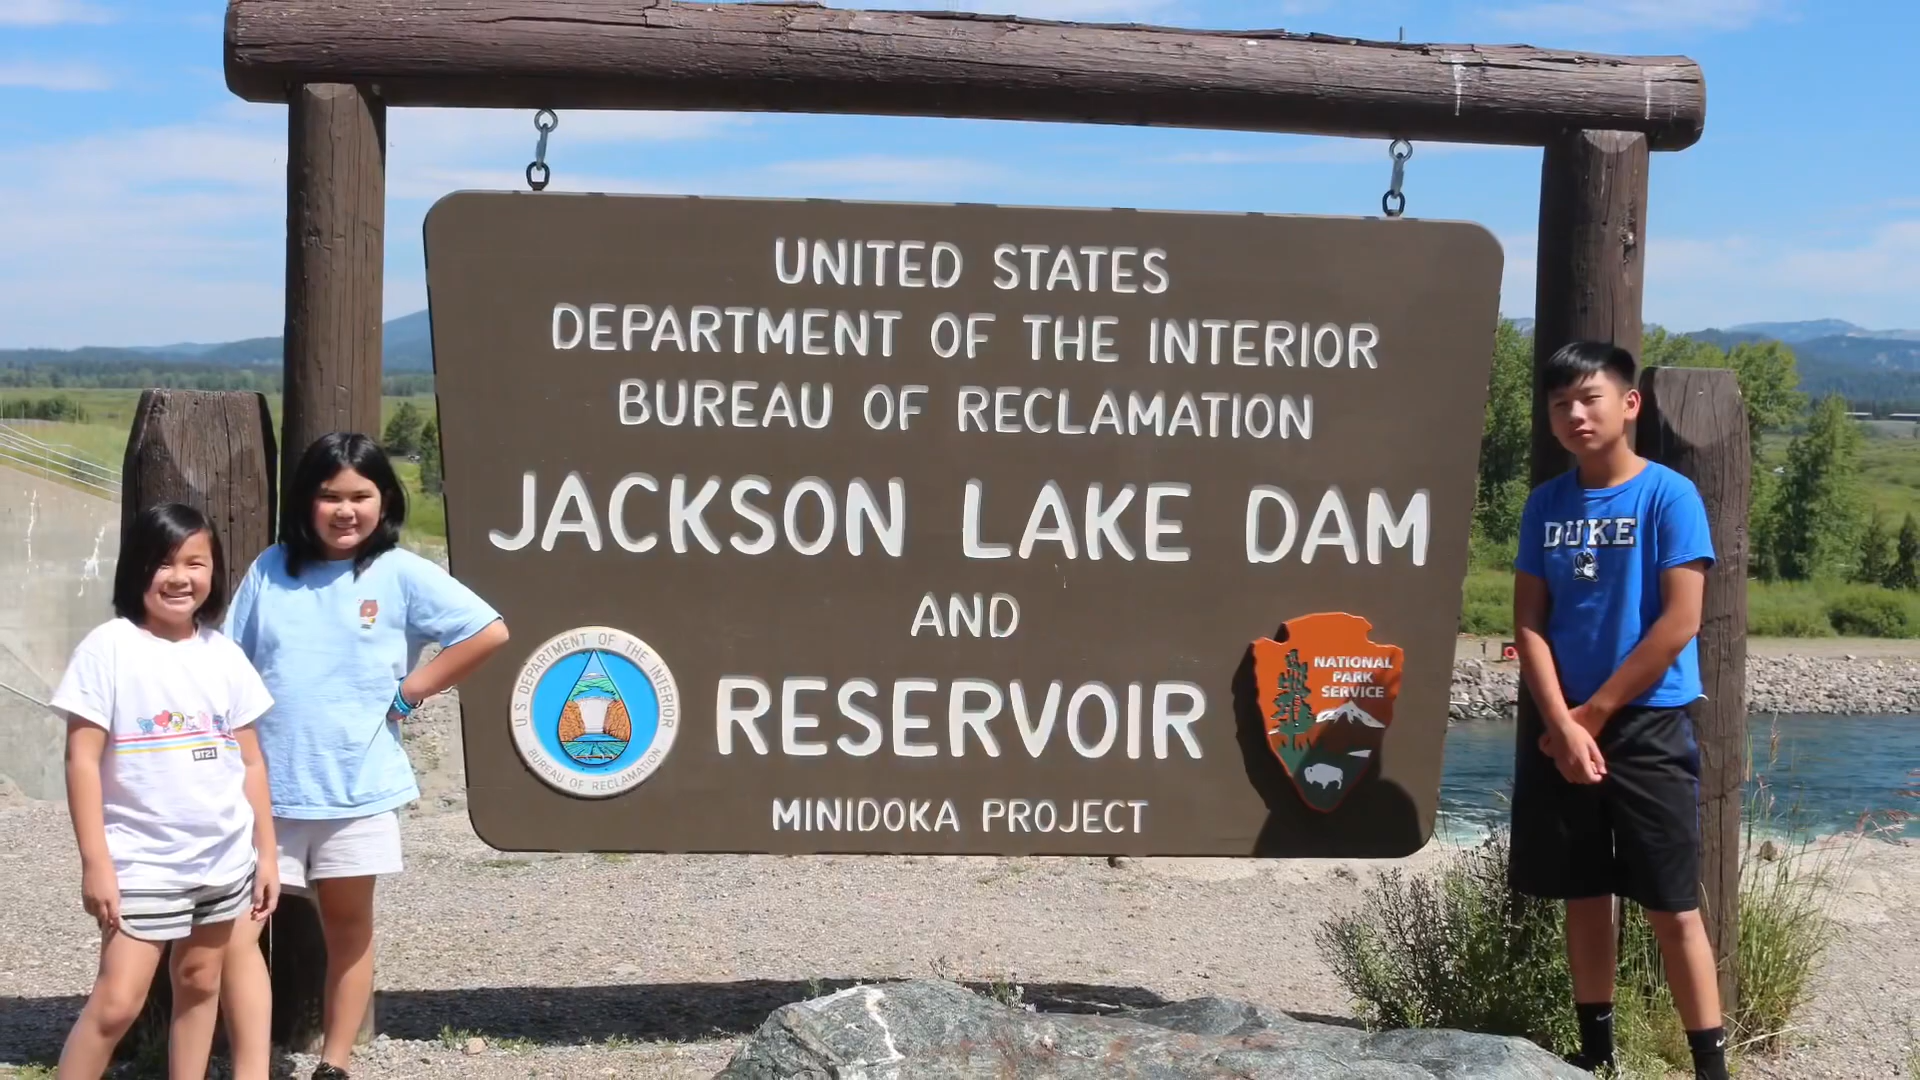 UNITED STATES
DEPARTMENT OF THE INTERIOR
BUREAU OF RECLAMATION
JACKSON LAKE DAM
AND
RESERVOIR
MINIDOKA PROJECT
U.S. DEPARTMENT OF THE INTERIOR
BUREAU OF RECLAMATION
NATIONAL
PARK
SERVICE
BT21
DUKE